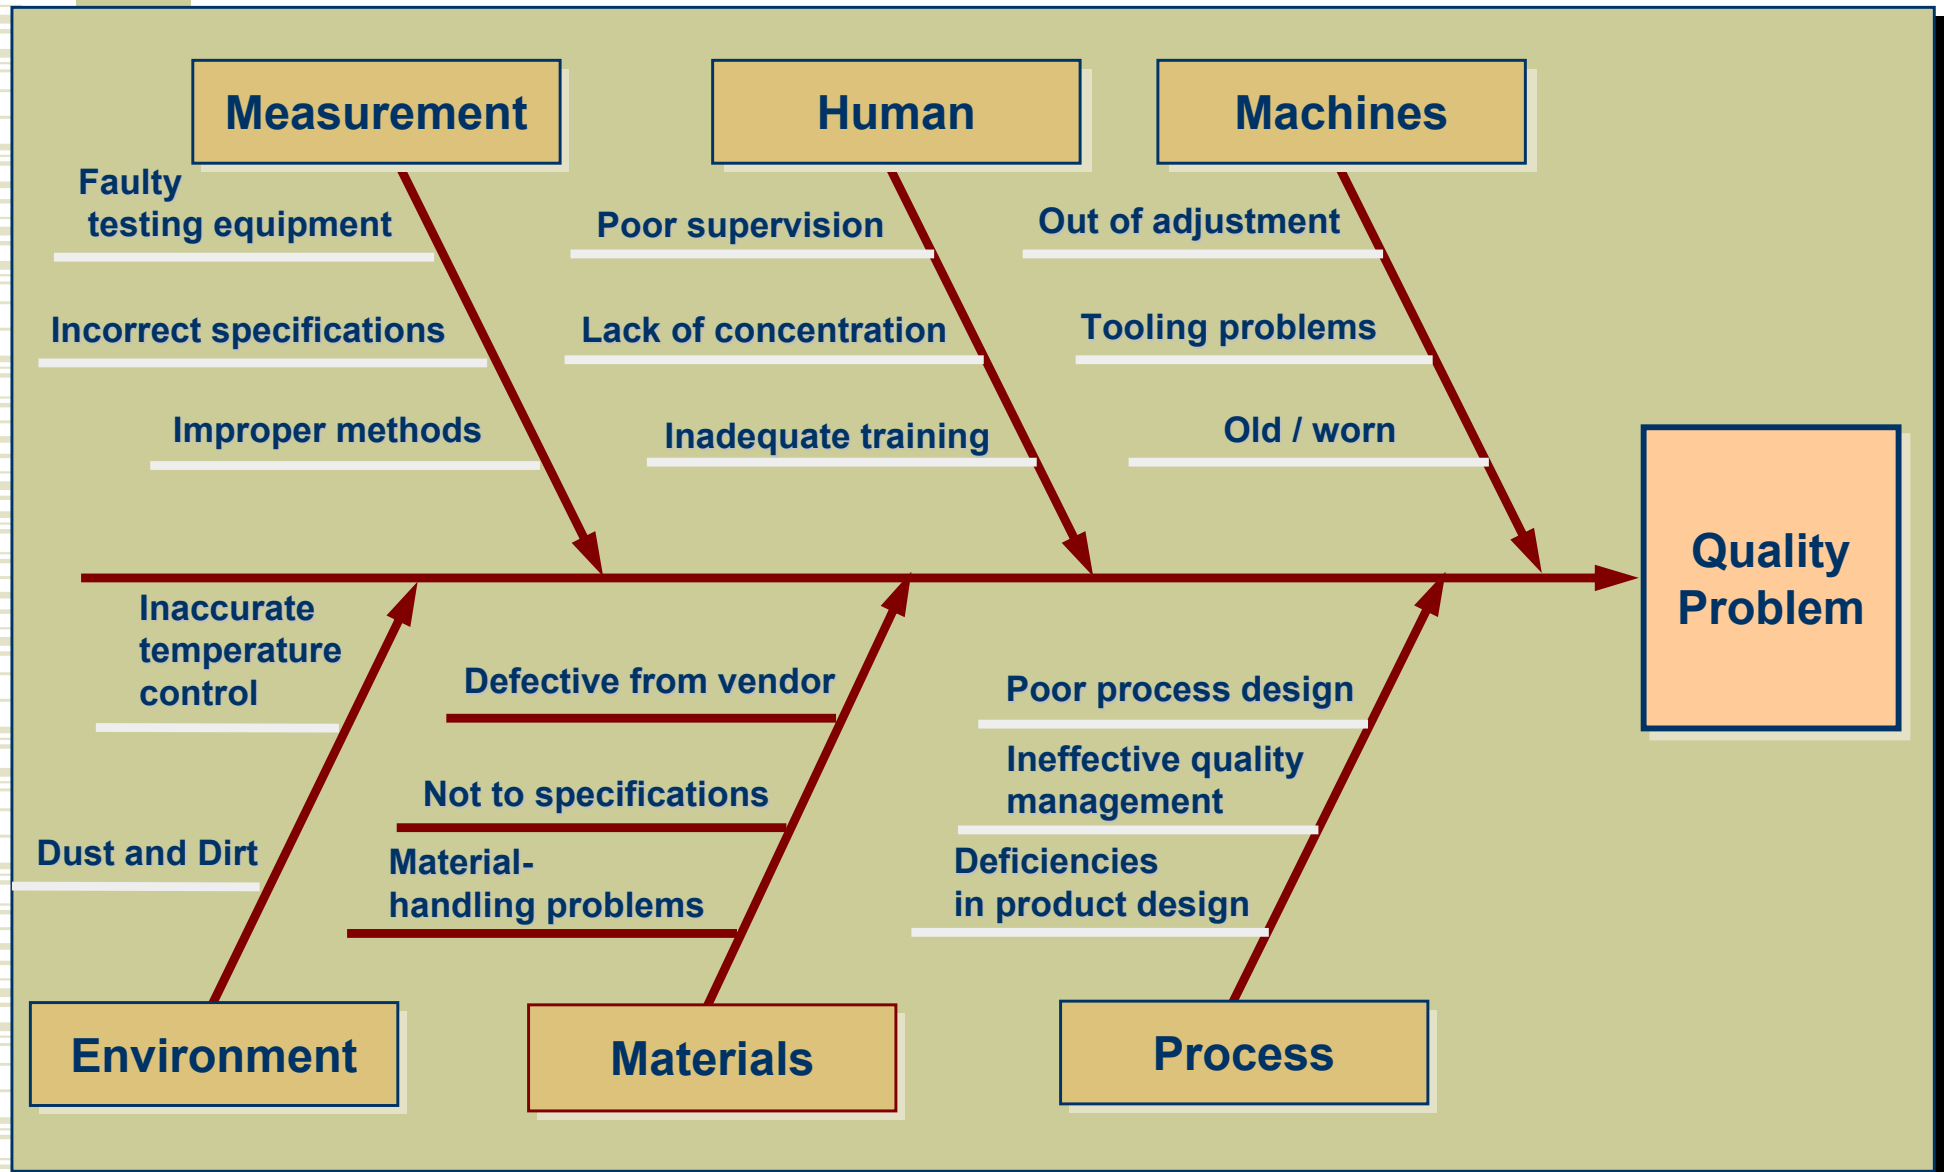 Measurement
Human
Machines
Faulty
testing equipment
Poor supervision
Out of adjustment
Incorrect specifications
Lack of concentration
Tooling problems
Improper methods
Inadequate training
Old / worn
Quality
Problem
Inaccurate
temperature
control
Defective from vendor
Poor process design
Ineffective quality
management
Not to specifications
Dust and Dirt
Material-
handling problems
Deficiencies
in product design
Environment
Materials
Process